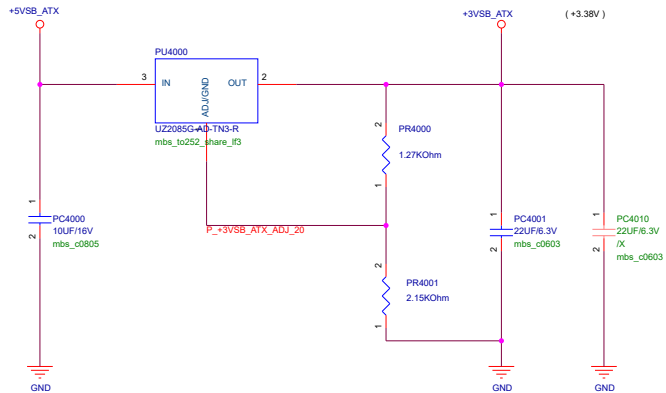 +5VSB_ATX
+3VSB_ATX
( +3.38V )
PU4000
3
IN
OUT
2
ADJ/GND
1
UZ2085G-AD-TN3-R
mbs_to252_share_lf3
2
PR4000
1.27KOhm
1
P_+3VSB_ATX_ADJ_20
1
PC4000
10UF/16V
2
mbs_c0805
1
PC4001
22UF/6.3V
2
mbs_c0603
1
PC4010
22UF/6.3V
2
/X
mbs_c0603
2
PR4001
2.15KOhm
1
GND
GND
GND